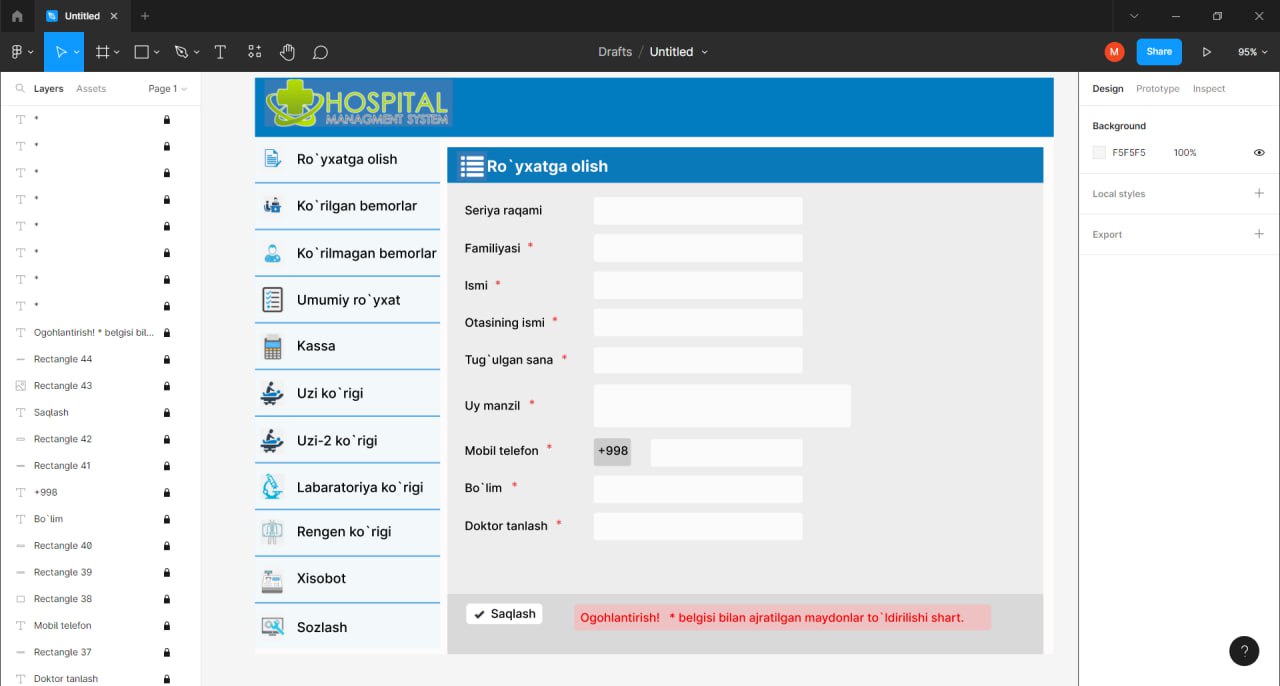 Untitled
Drafts / Untitled
M
Share
95%
Layers
Assets
Page 1
*
*
*
*
*
*
*
*
Ogohlantirish! * belgisi bil...
Rectangle 44
Rectangle 43
Saqlash
Rectangle 42
Rectangle 41
+998
Bo`lim
Rectangle 40
Rectangle 39
Rectangle 38
Mobil telefon
Rectangle 37
Doktor tanlash
HOSPITAL
MANAGMENT SYSTEM
Ro`yxatga olish
Ko`rilgan bemorlar
Ko`rilmagan bemorlar
Umumiy ro`yxat
Kassa
Uzi ko`rigi
Uzi-2 ko`rigi
Labaratoriya ko`rigi
Rengen ko`rigi
Xisobot
Sozlash
Ro`yxatga olish
Seriya raqami
Familiyasi *
Ismi *
Otasining ismi *
Tug`ulgan sana *
Uy manzil *
Mobil telefon * +998
Bo`lim *
Doktor tanlash *
Saqlash
Ogohlantirish! * belgisi bilan ajratilgan maydonlar to`ldirilishi shart.
Design
Prototype
Inspect
Background
F5F5F5 100%
Local styles
Export
?